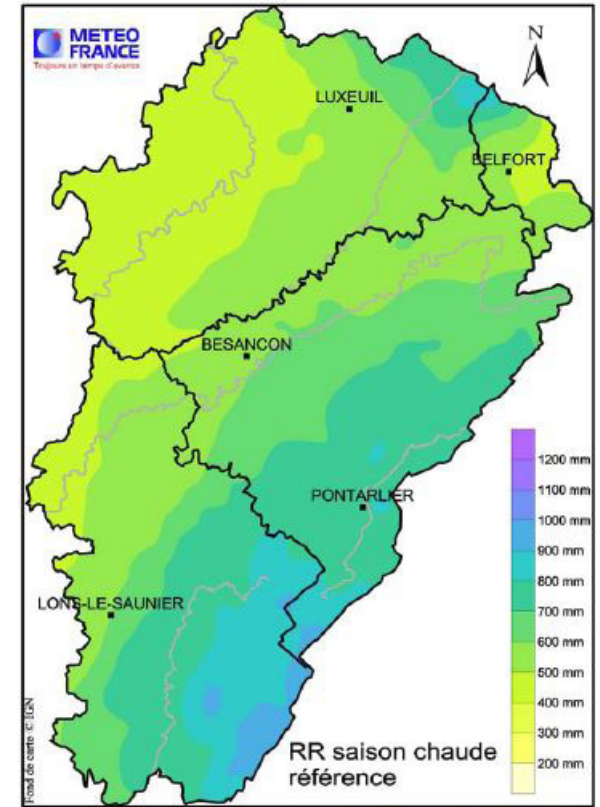 METEO
FRANCE
Toujours un temps d'avance
N
LUXEUIL
BELFORT
BESANCON
PONTARLIER
LONS-LE-SAUNIER
1200 mm
1100 mm
1000 mm
900 mm
800 mm
700 mm
600 mm
500 mm
400 mm
300 mm
200 mm
RR saison chaude
référence
Fond de carte © IGN